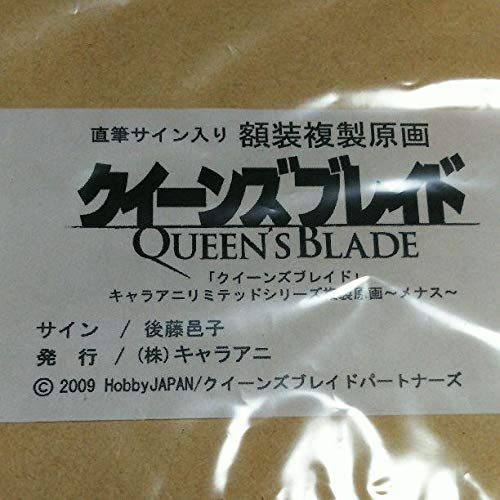 直筆サイン入り 額装複製原画
クイーンズブレイド
QUEEN'S BLADE
「クイーンズブレイド」
キャラアニリミテッドシリーズ複製原画～メナス～
サイン / 後藤邑子
発 行 / (株)キャラアニ
© 2009 HobbyJAPAN/クイーンズブレイドパートナーズ